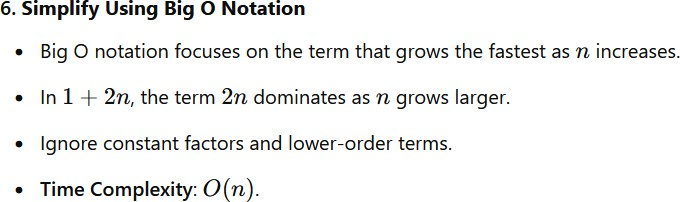 6. Simplify Using Big O Notation
• Big O notation focuses on the term that grows the fastest as n increases.
• In 1 + 2n, the term 2n dominates as n grows larger.
• Ignore constant factors and lower-order terms.
• Time Complexity: O(n).